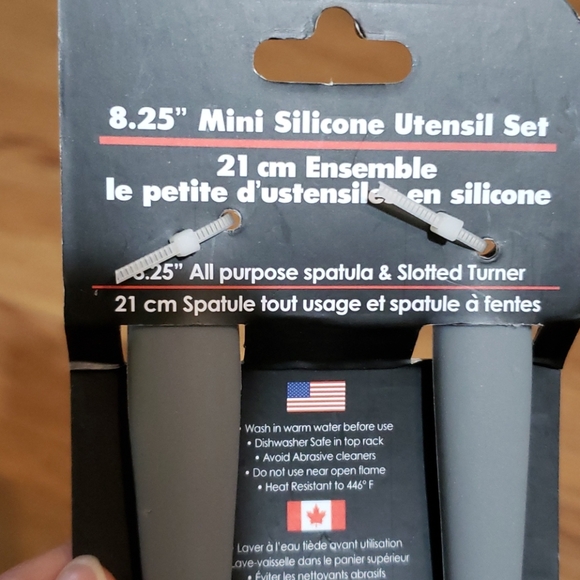 8.25” Mini Silicone Utensil Set
21 cm Ensemble
le petite d'ustensile en silicone
8.25” All purpose spatula & Slotted Turner
21 cm Spatule tout usage et spatule à fentes
• Wash in warm water before use
• Dishwasher Safe in top rack
• Avoid Abrasive cleaners
• Do not use near open flame
• Heat Resistant to 446° F
Laver à l'eau tiède avant utilisation
Lave-vaisselle dans le panier supérieur
• Éviter les nettoyants abrasifs